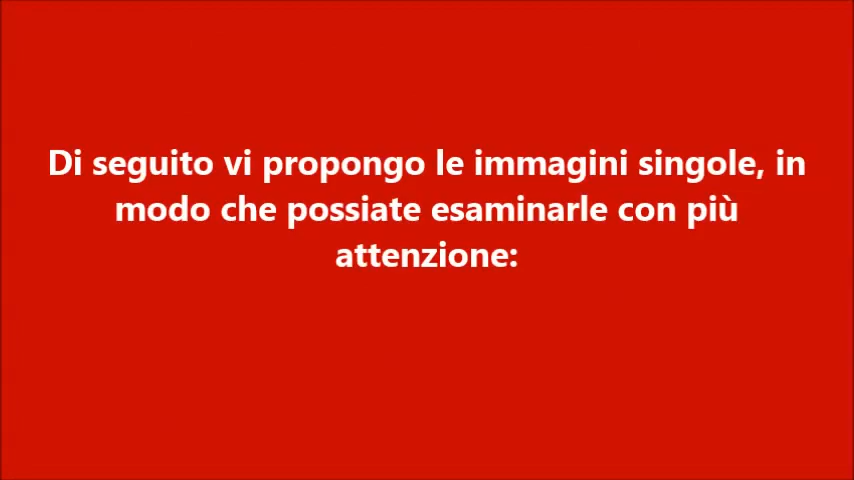 Di seguito vi propongo le immagini singole, in
modo che possiate esaminarle con più
attenzione: